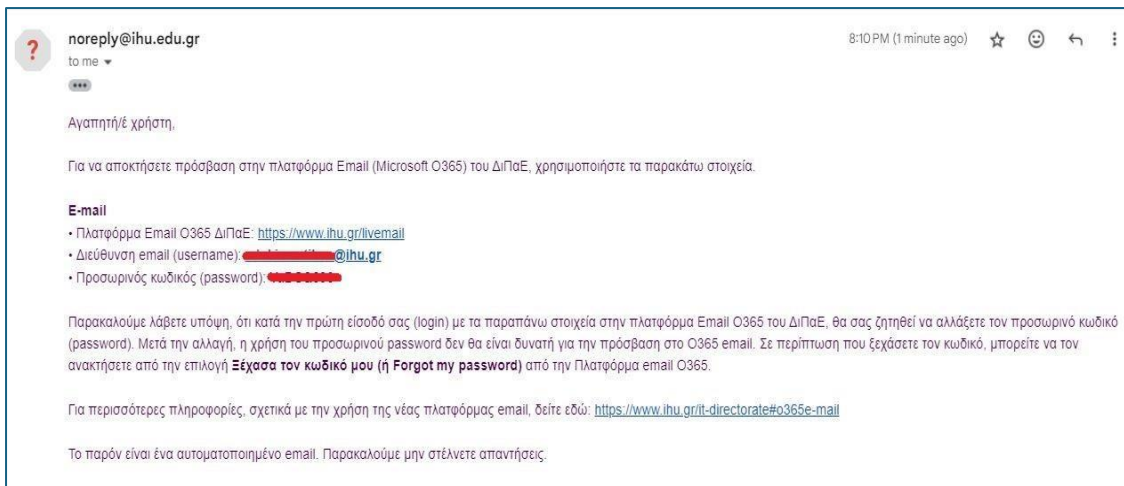 noreply@ihu.edu.gr
8:10 PM (1 minute ago)
to me
Αγαπητή/έ χρήστη,
Για να αποκτήσετε πρόσβαση στην πλατφόρμα Email (Microsoft O365) του ΔιΠαΕ, χρησιμοποιήστε τα παρακάτω στοιχεία.
E-mail
• Πλατφόρμα Email O365 ΔιΠαΕ: https://www.ihu.gr/livemail
• Διεύθυνση email (username): @ihu.gr
• Προσωρινός κωδικός (password):
Παρακαλούμε λάβετε υπόψη, ότι κατά την πρώτη είσοδό σας (login) με τα παραπάνω στοιχεία στην πλατφόρμα Email O365 του ΔιΠαΕ, θα σας ζητηθεί να αλλάξετε τον προσωρινό κωδικό
(password). Μετά την αλλαγή, η χρήση του προσωρινού password δεν θα είναι δυνατή για την πρόσβαση στο O365 email. Σε περίπτωση που ξεχάσετε τον κωδικό, μπορείτε να τον
ανακτήσετε από την επιλογή Ξέχασα τον κωδικό μου (ή Forgot my password) από την Πλατφόρμα email O365.
Για περισσότερες πληροφορίες, σχετικά με την χρήση της νέας πλατφόρμας email, δείτε εδώ: https://www.ihu.gr/it-directorate#o365e-mail
Το παρόν είναι ένα αυτοματοποιημένο email. Παρακαλούμε μην στέλνετε απαντήσεις.